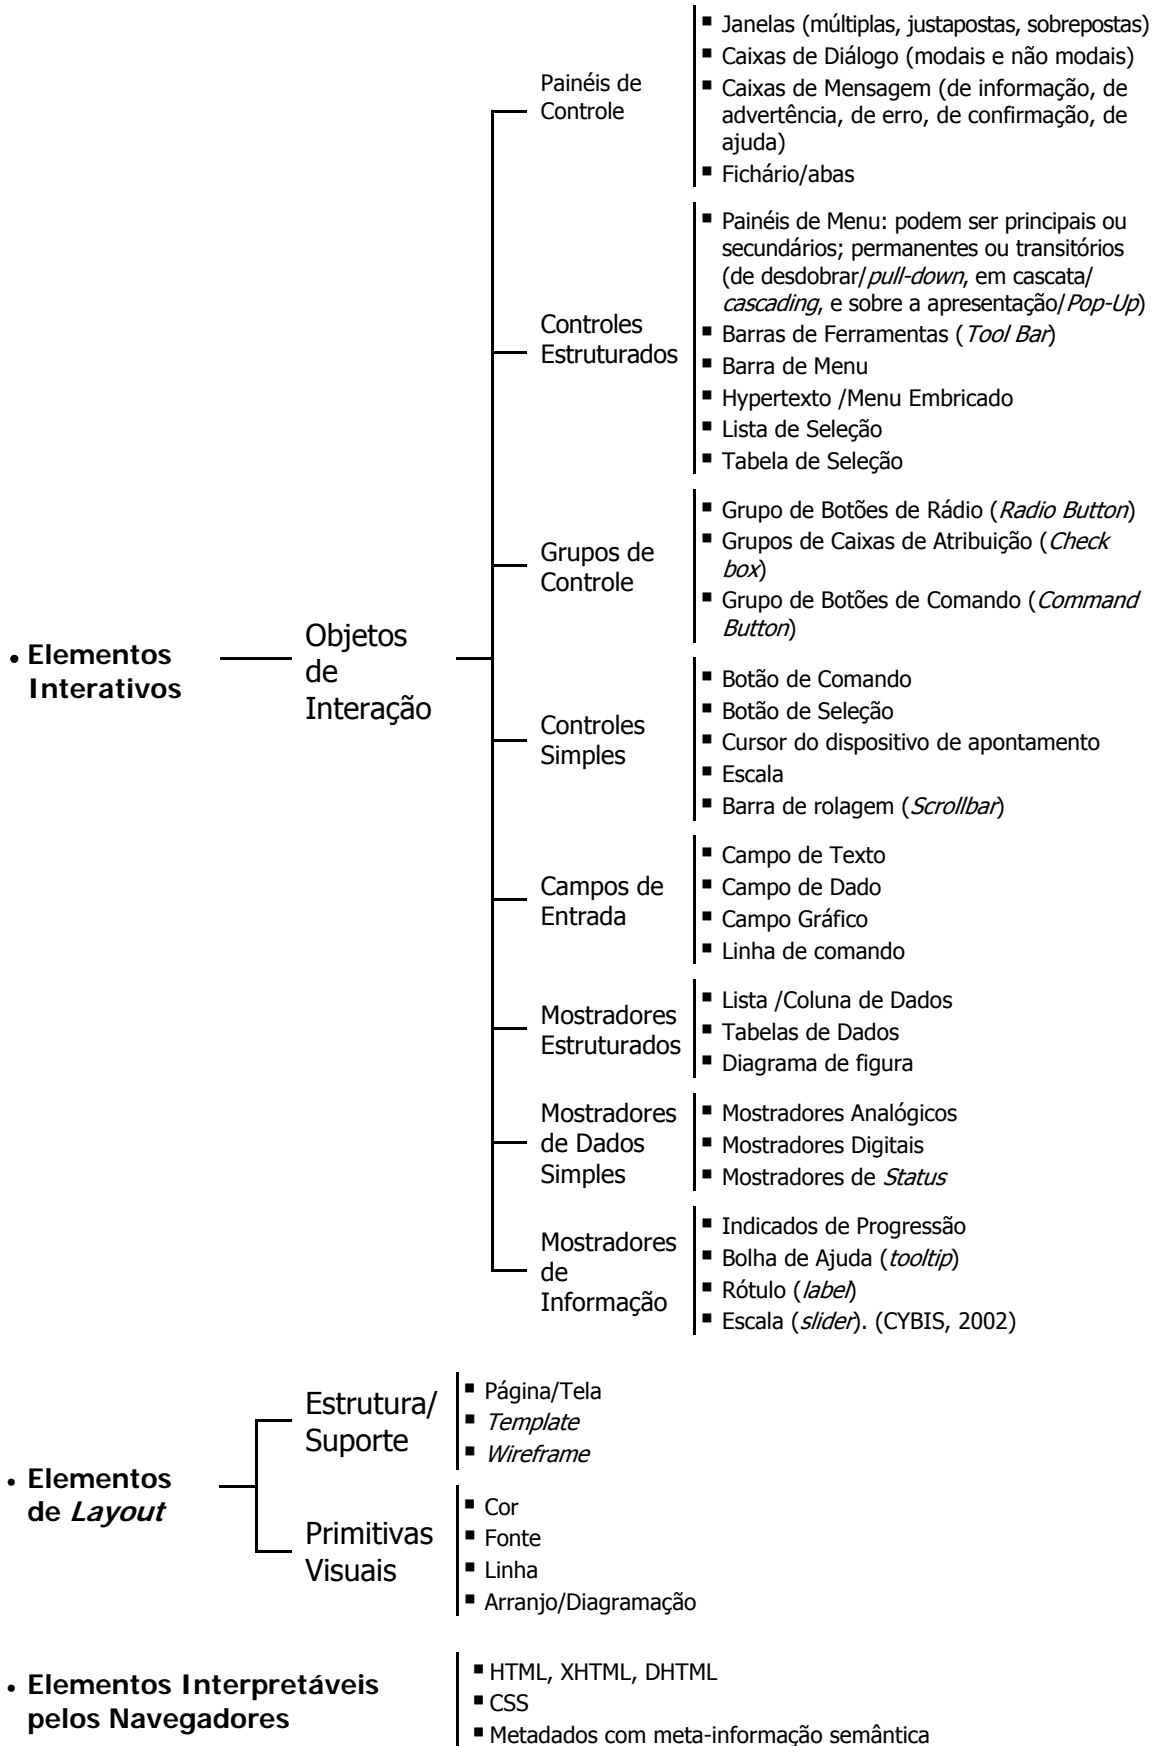 • Elementos
Interativos
Objetos
de
Interação
Painéis de
Controle
▪ Janelas (múltiplas, justapostas, sobrepostas)
▪ Caixas de Diálogo (modais e não modais)
▪ Caixas de Mensagem (de informação, de
advertência, de erro, de confirmação, de
ajuda)
▪ Fichário/abas
Controles
Estruturados
▪ Painéis de Menu: podem ser principais ou
secundários; permanentes ou transitórios
(de desdobrar/pull-down, em cascata/
cascading, e sobre a apresentação/Pop-Up)
▪ Barras de Ferramentas (Tool Bar)
▪ Barra de Menu
▪ Hypertexto /Menu Embricado
▪ Lista de Seleção
▪ Tabela de Seleção
Grupos de
Controle
▪ Grupo de Botões de Rádio (Radio Button)
▪ Grupos de Caixas de Atribuição (Check
box)
▪ Grupo de Botões de Comando (Command
Button)
Controles
Simples
▪ Botão de Comando
▪ Botão de Seleção
▪ Cursor do dispositivo de apontamento
▪ Escala
▪ Barra de rolagem (Scrollbar)
Campos de
Entrada
▪ Campo de Texto
▪ Campo de Dado
▪ Campo Gráfico
▪ Linha de comando
Mostradores
Estruturados
▪ Lista /Coluna de Dados
▪ Tabelas de Dados
▪ Diagrama de figura
Mostradores
de Dados
Simples
▪ Mostradores Analógicos
▪ Mostradores Digitais
▪ Mostradores de Status
Mostradores
de
Informação
▪ Indicados de Progressão
▪ Bolha de Ajuda (tooltip)
▪ Rótulo (label)
▪ Escala (slider). (CYBIS, 2002)
• Elementos
de Layout
Estrutura/
Suporte
▪ Página/Tela
▪ Template
▪ Wireframe
Primitivas
Visuais
▪ Cor
▪ Fonte
▪ Linha
▪ Arranjo/Diagramação
• Elementos Interpretáveis
pelos Navegadores
▪ HTML, XHTML, DHTML
▪ CSS
▪ Metadados com meta-informação semântica